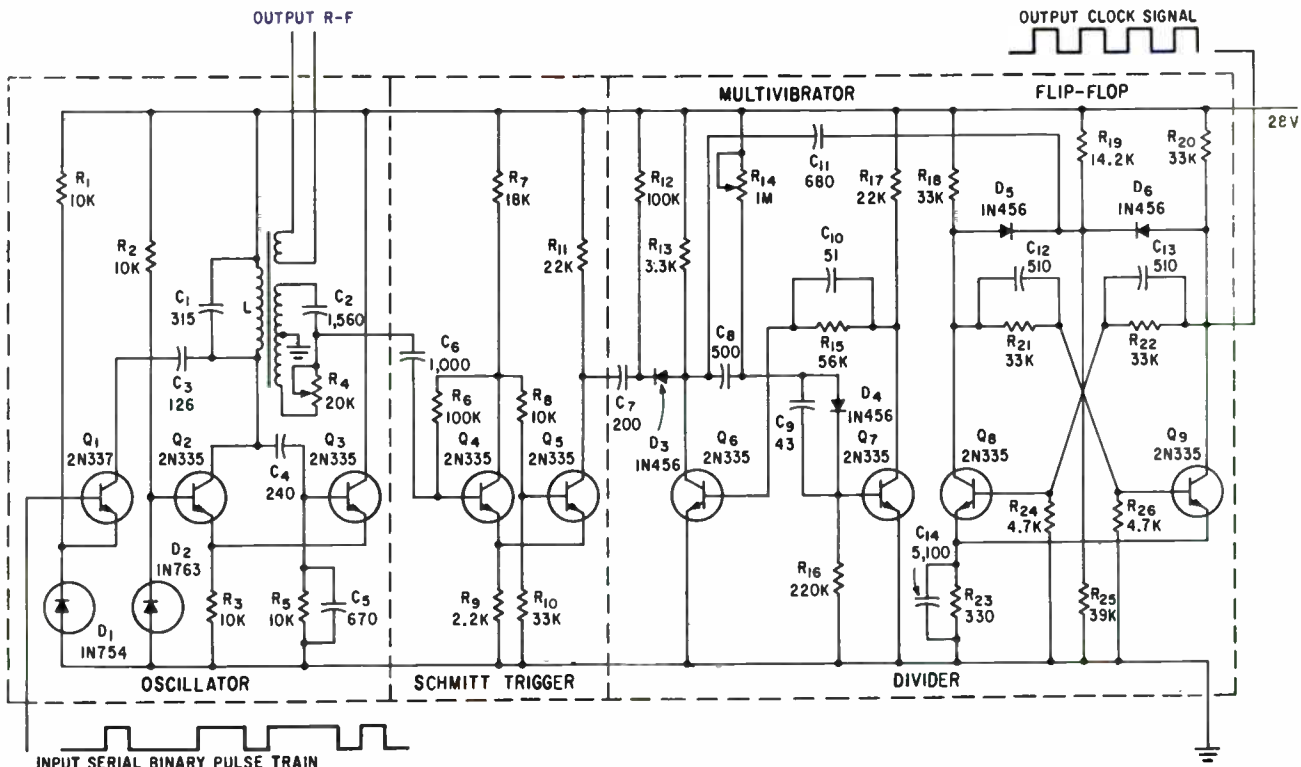 OUTPUT R-F
OUTPUT CLOCK SIGNAL
MULTIVIBRATOR
FLIP-FLOP
28V
R1
10K
R2
10K
C1
315
L
C2
1,560
C3
126
R4
20K
C4
240
Q1
2N337
Q2
2N335
Q3
2N335
D1
1N754
D2
1N763
R3
10K
R5
10K
C5
670
OSCILLATOR
R7
18K
R11
22K
C6
1,000
R6
100K
R8
10K
Q4
2N335
Q5
2N335
R9
2.2K
R10
33K
SCHMITT TRIGGER
C7
200
R12
100K
R13
3.3K
C11
680
R14
1M
R17
22K
C10
51
R15
56K
C8
500
C9
43
D4
1N456
D3
1N456
Q6
2N335
Q7
2N335
R16
220K
R18
33K
R19
14.2K
R20
33K
D5
1N456
D6
1N456
C12
510
C13
510
R21
33K
R22
33K
Q8
2N335
Q9
2N335
R24
4.7K
R26
4.7K
C14
5,100
R23
330
R25
39K
DIVIDER
INPUT SERIAL BINARY PULSE TRAIN